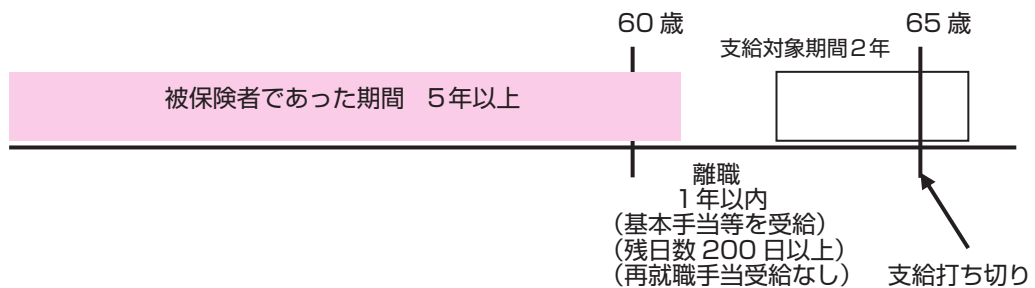 60 歳
65 歳
支給対象期間２年
被保険者であった期間　５年以上
離職
１年以内
（基本手当等を受給）
（残日数 200 日以上）
（再就職手当受給なし）
支給打ち切り